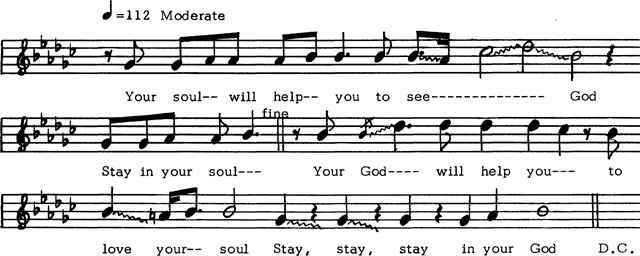 ♩=112 Moderate
Your soul-- will help-- you to see-------------- God
fine
Stay in your soul--- Your God---- will help you--- to
love your-- soul Stay, stay, stay in your God D.C.